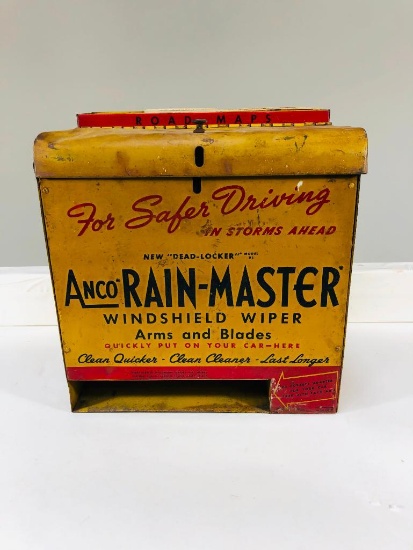 ROAD MAPS
For Safer Driving
IN STORMS AHEAD
NEW "DEAD-LOCKER"
ANCO RAIN-MASTER
WINDSHIELD WIPER
Arms and Blades
QUICKLY PUT ON YOUR CAR-HERE
Clean Quicker - Clean Cleaner - Last Longer